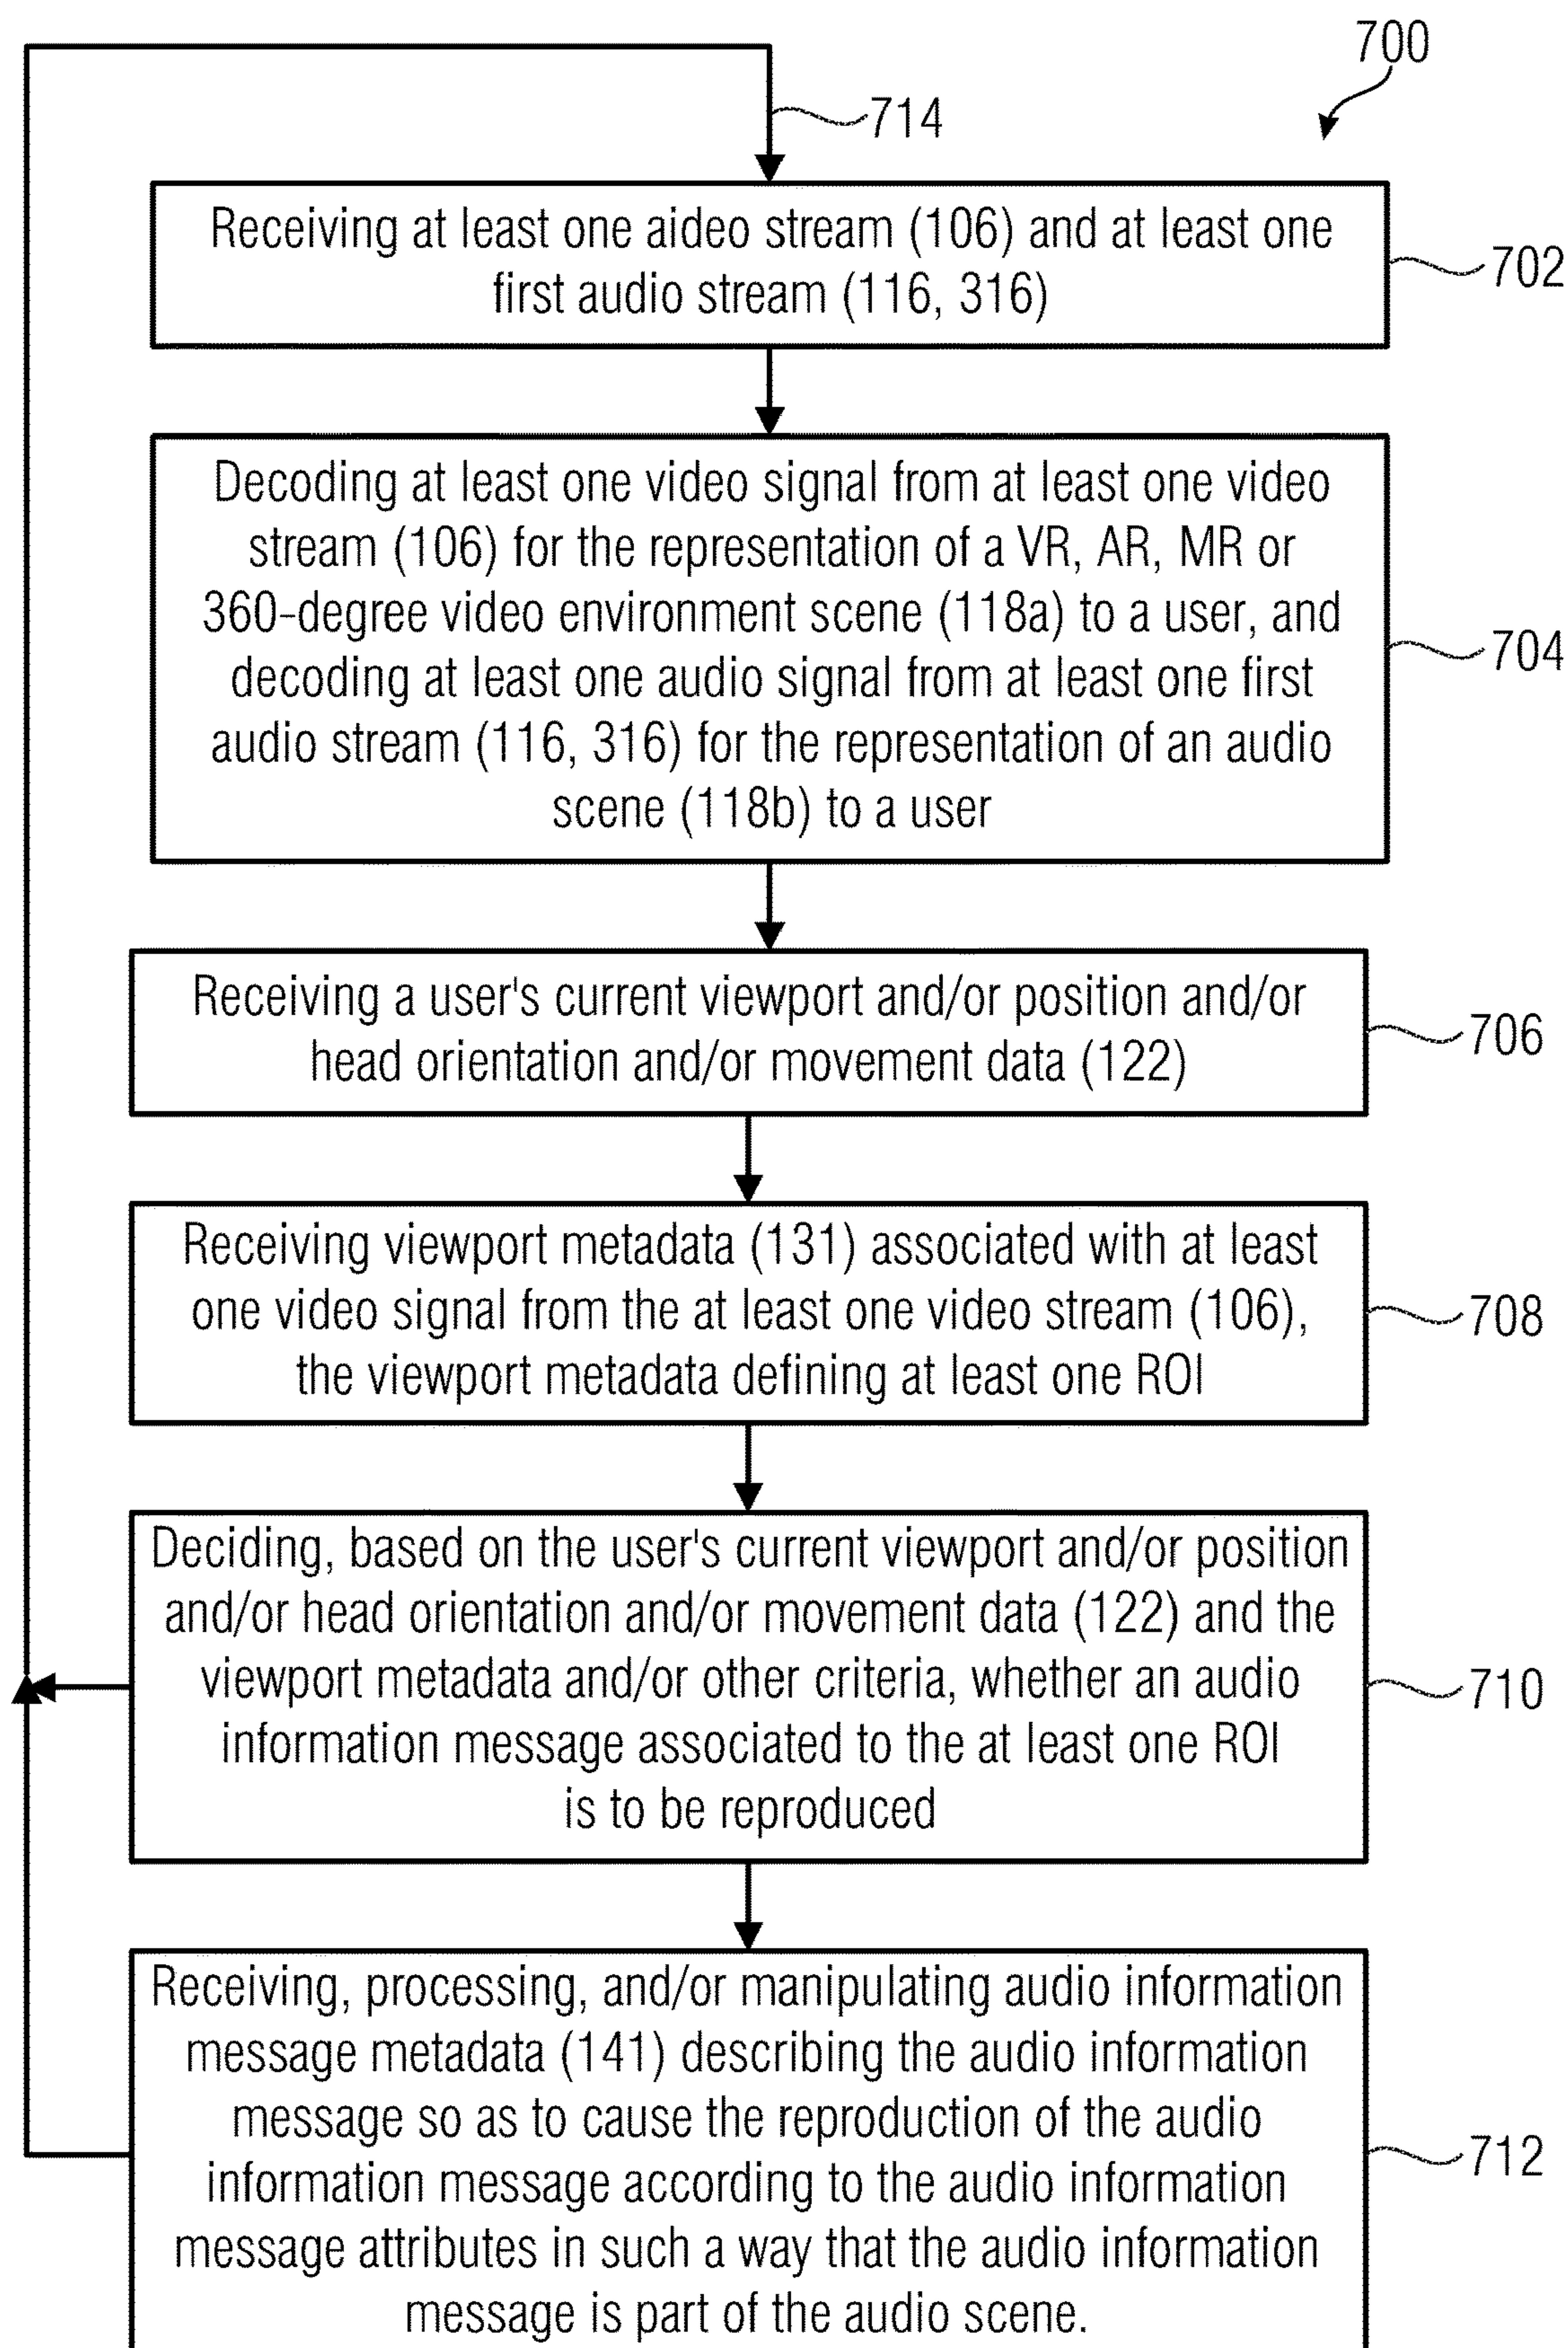 700
714
Receiving at least one aideo stream (106) and at least one
first audio stream (116, 316)
702
Decoding at least one video signal from at least one video
stream (106) for the representation of a VR, AR, MR or
360-degree video environment scene (118a) to a user, and
decoding at least one audio signal from at least one first
audio stream (116, 316) for the representation of an audio
scene (118b) to a user
704
Receiving a user's current viewport and/or position and/or
head orientation and/or movement data (122)
706
Receiving viewport metadata (131) associated with at least
one video signal from the at least one video stream (106),
the viewport metadata defining at least one ROI
708
Deciding, based on the user's current viewport and/or position
and/or head orientation and/or movement data (122) and the
viewport metadata and/or other criteria, whether an audio
information message associated to the at least one ROI
is to be reproduced
710
Receiving, processing, and/or manipulating audio information
message metadata (141) describing the audio information
message so as to cause the reproduction of the audio
information message according to the audio information
message attributes in such a way that the audio information
message is part of the audio scene.
712